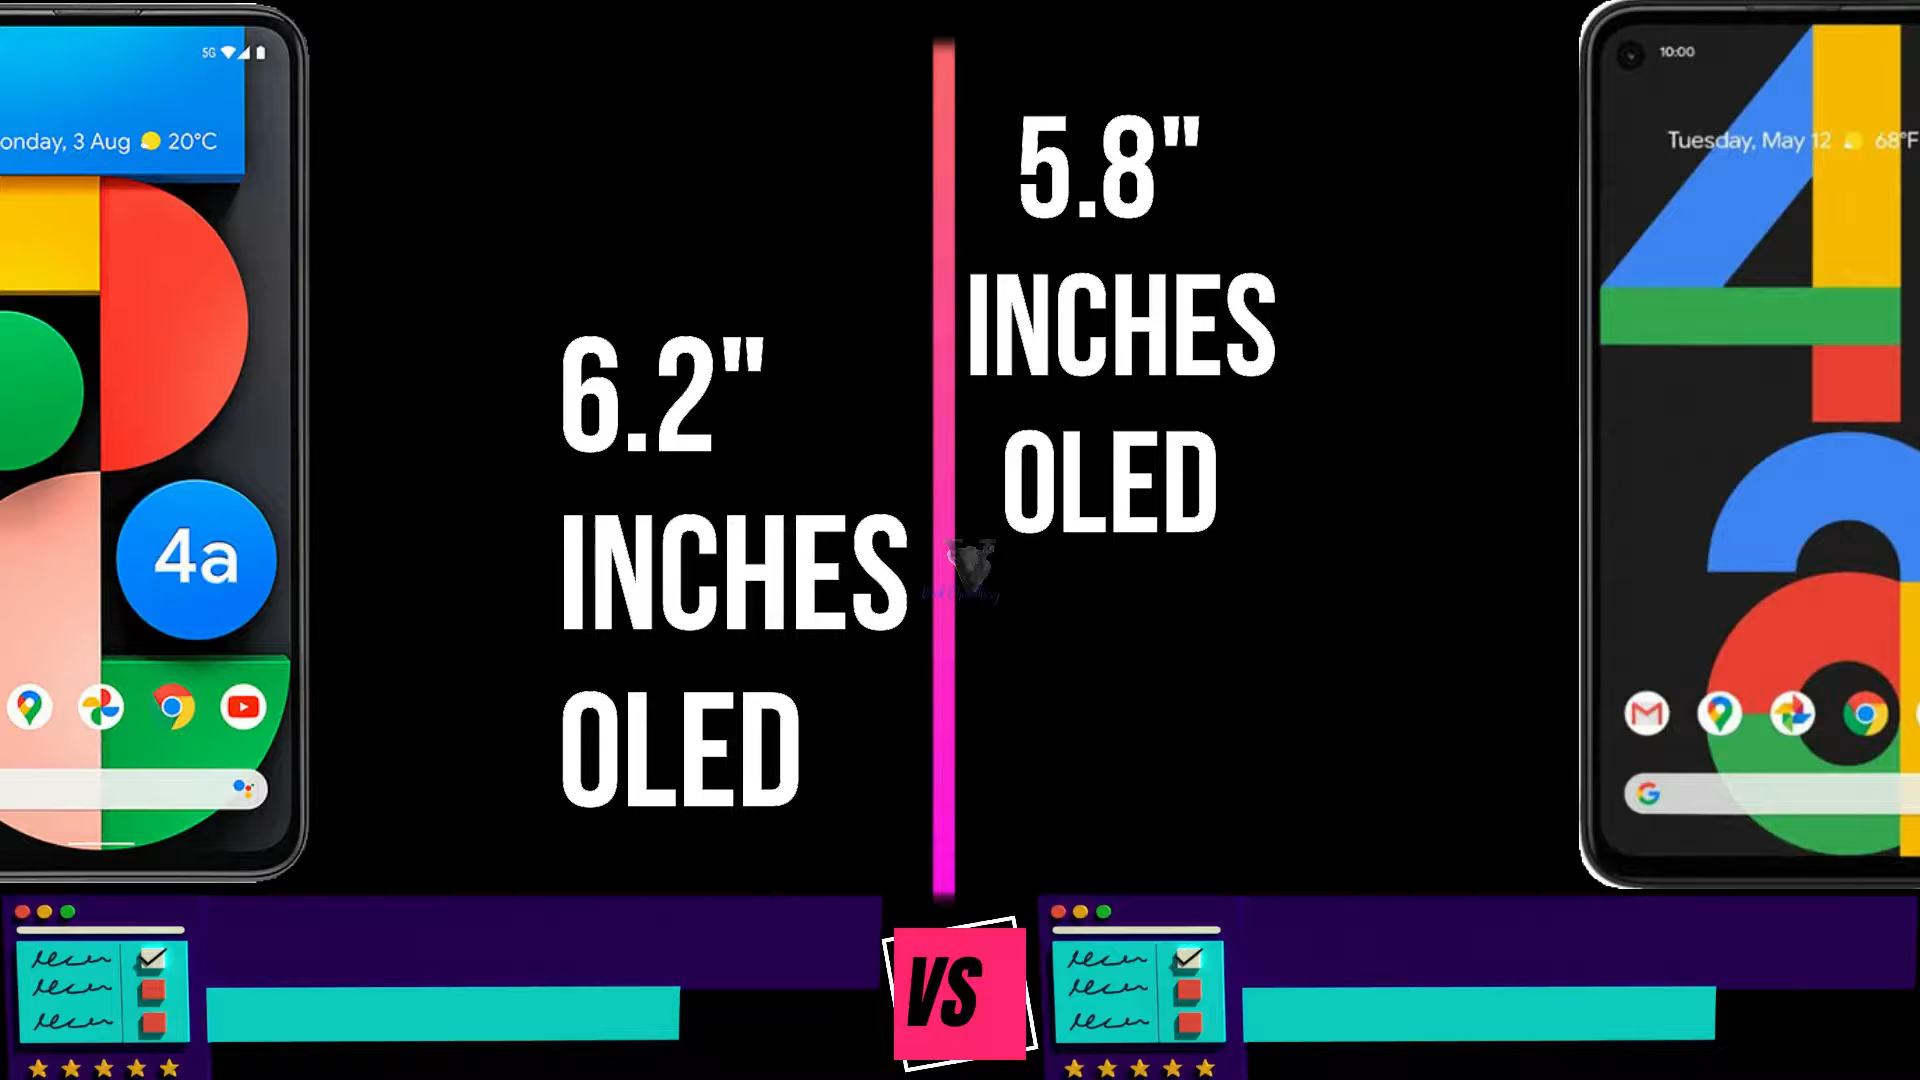 5G
onday, 3 Aug 20°C
4a
6.2"
INCHES
OLED
5.8"
INCHES
OLED
10:00
Tuesday, May 12 68°F
VS